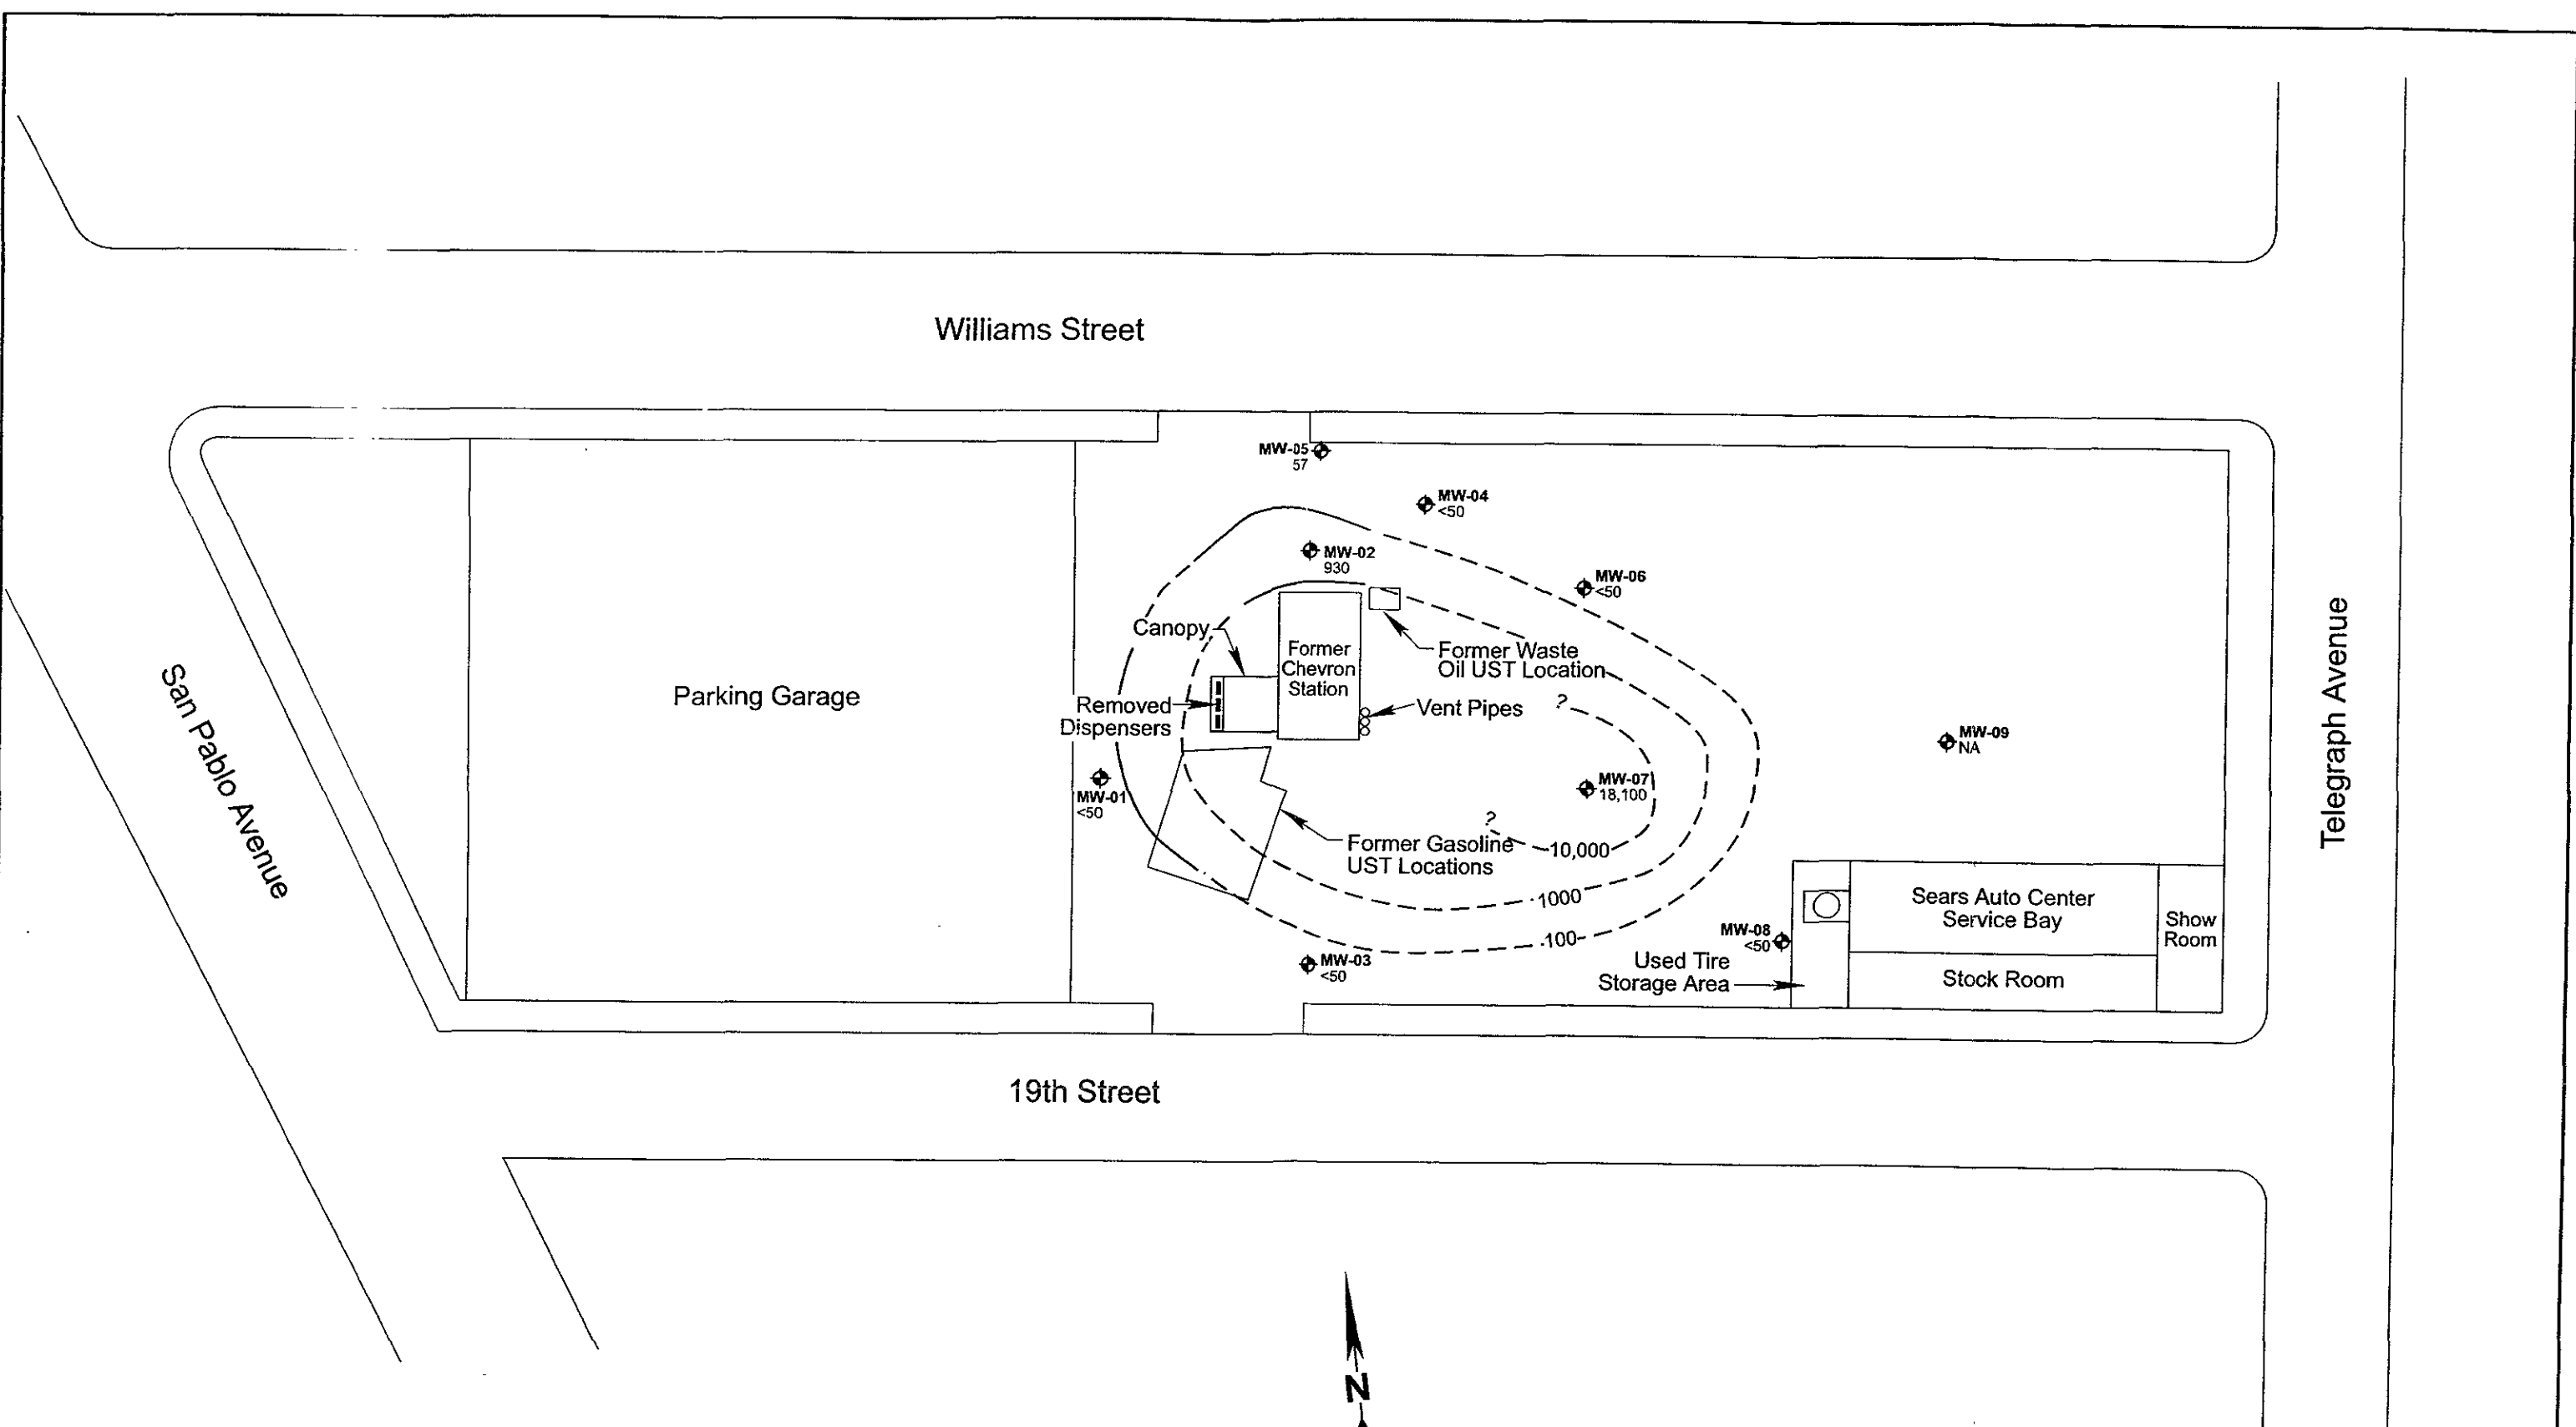 Williams Street
MW-05
57
MW-04
<50
MW-02
930
MW-06
<50
Canopy
Former
Chevron
Station
Former Waste
Oil UST Location
Removed
Dispensers
Vent Pipes
?
Parking Garage
San Pablo Avenue
Telegraph Avenue
MW-09
NA
MW-01
<50
MW-07
18,100
?
10,000
Former Gasoline
UST Locations
1000
100
MW-03
<50
MW-08
<50
Used Tire
Storage Area
Sears Auto Center
Service Bay
Show
Room
Stock Room
19th Street
N